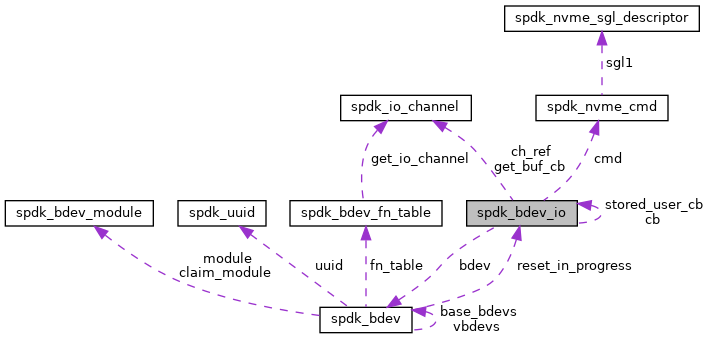 spdk_nvme_sgl_descriptor
sgl1
spdk_io_channel
spdk_nvme_cmd
get_io_channel
ch_ref
get_buf_cb
cmd
spdk_bdev_module
spdk_uuid
spdk_bdev_fn_table
spdk_bdev_io
stored_user_cb
cb
module
claim_module
uuid
fn_table
bdev
reset_in_progress
spdk_bdev
base_bdevs
vbdevs